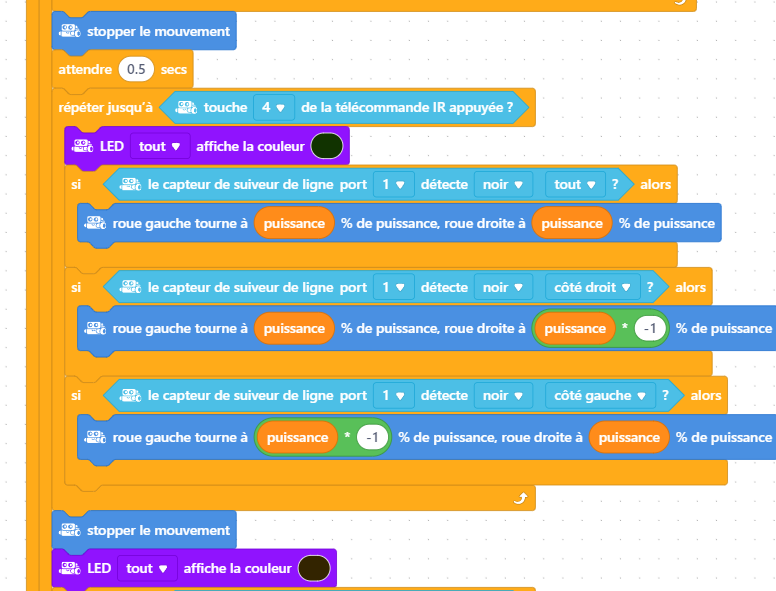 stopper le mouvement
attendre 0.5 secs
répéter jusqu'à touche 4 de la télécommande IR appuyée ?
LED tout affiche la couleur
si le capteur de suiveur de ligne port 1 détecte noir tout ? alors
roue gauche tourne à puissance % de puissance, roue droite à puissance % de puissance
si le capteur de suiveur de ligne port 1 détecte noir côté droit ? alors
roue gauche tourne à puissance % de puissance, roue droite à puissance * -1 % de puissance
si le capteur de suiveur de ligne port 1 détecte noir côté gauche ? alors
roue gauche tourne à puissance * -1 % de puissance, roue droite à puissance % de puissance
stopper le mouvement
LED tout affiche la couleur